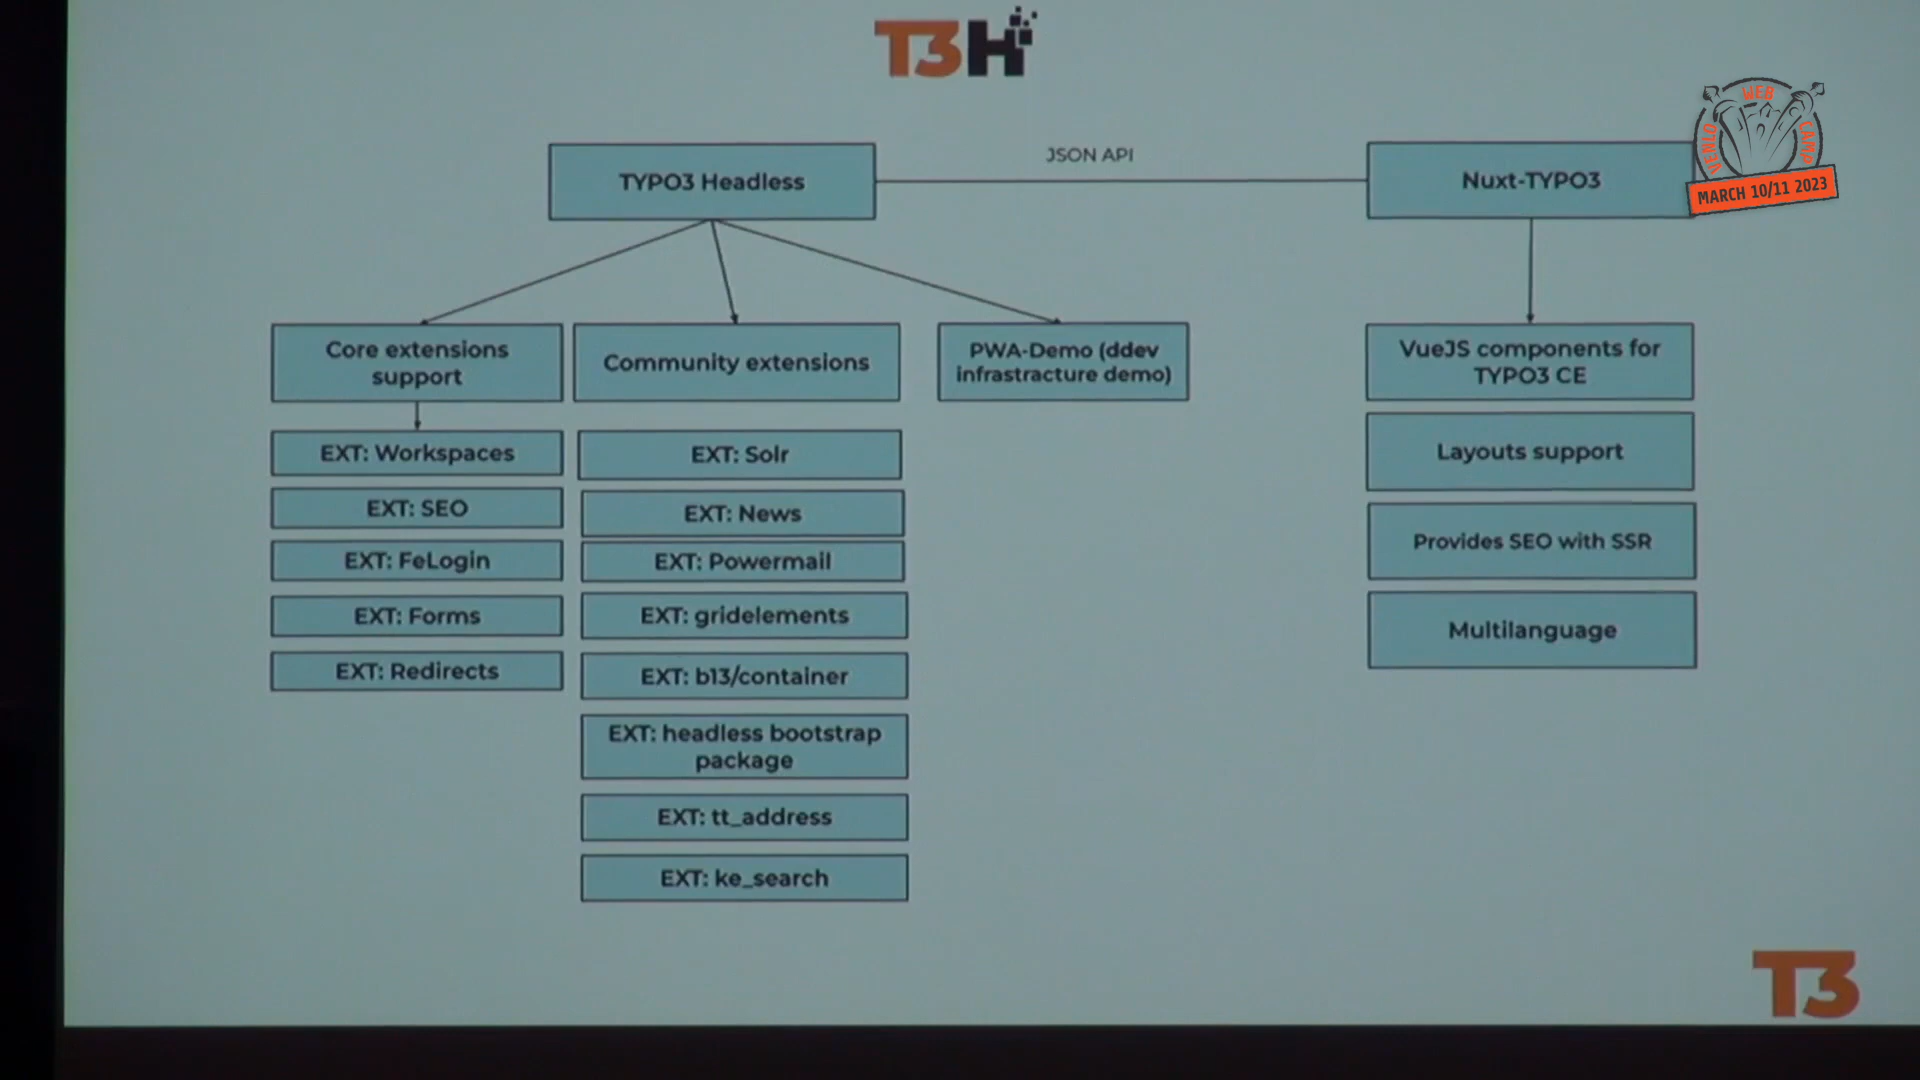 T3H
VENLO WEB CAMP
MARCH 10/11 2023
TYPO3 Headless
JSON API
Nuxt-TYPO3
Core extensions
support
Community extensions
PWA-Demo (ddev
infrastracture demo)
VueJS components for
TYPO3 CE
EXT: Workspaces
EXT: SEO
EXT: FeLogin
EXT: Forms
EXT: Redirects
EXT: Solr
EXT: News
EXT: Powermail
EXT: gridelements
EXT: b13/container
EXT: headless bootstrap
package
EXT: tt_address
EXT: ke_search
Layouts support
Provides SEO with SSR
Multilanguage
T3